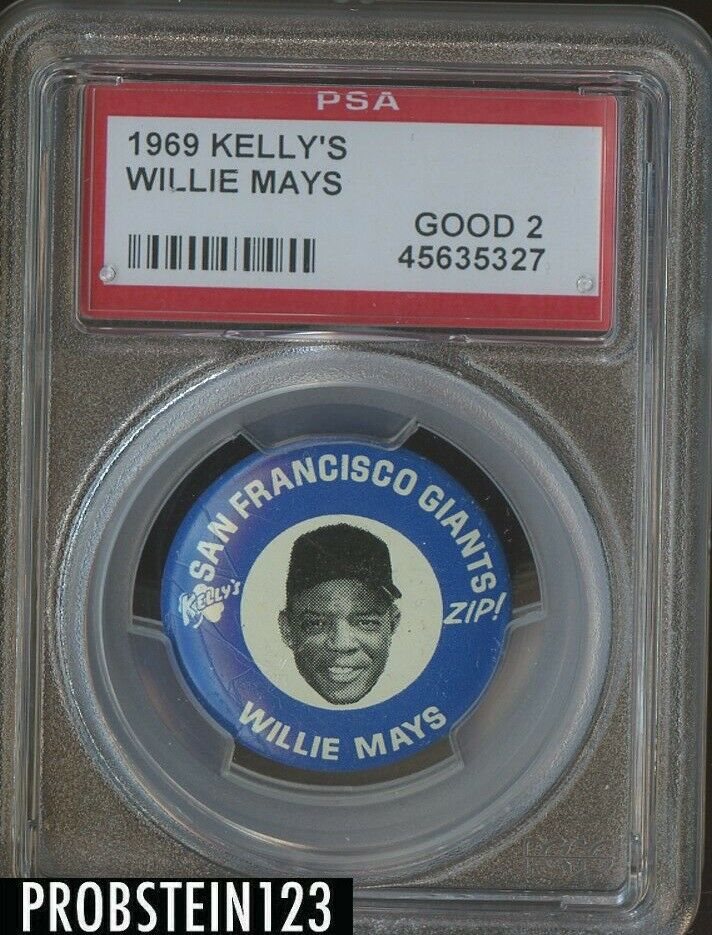 PSA
1969 KELLY'S
WILLIE MAYS
GOOD 2
45635327
SAN FRANCISCO GIANTS
KELLY'S
ZIP!
WILLIE MAYS
PROBSTEIN123